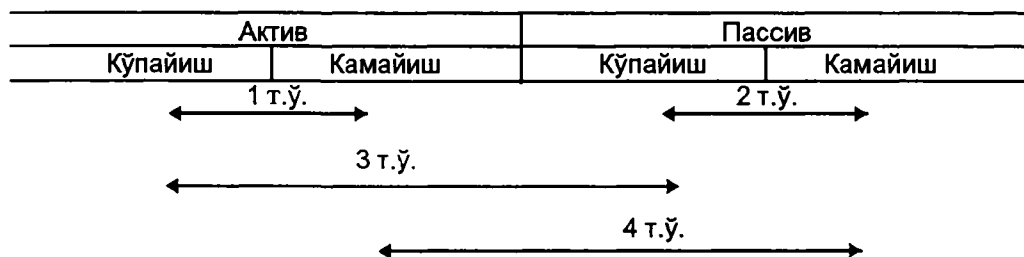 Актив Пассив
Кўпайиш Камайиш Кўпайиш Камайиш
1 т.ў. 2 т.ў.
3 т.ў.
4 т.ў.